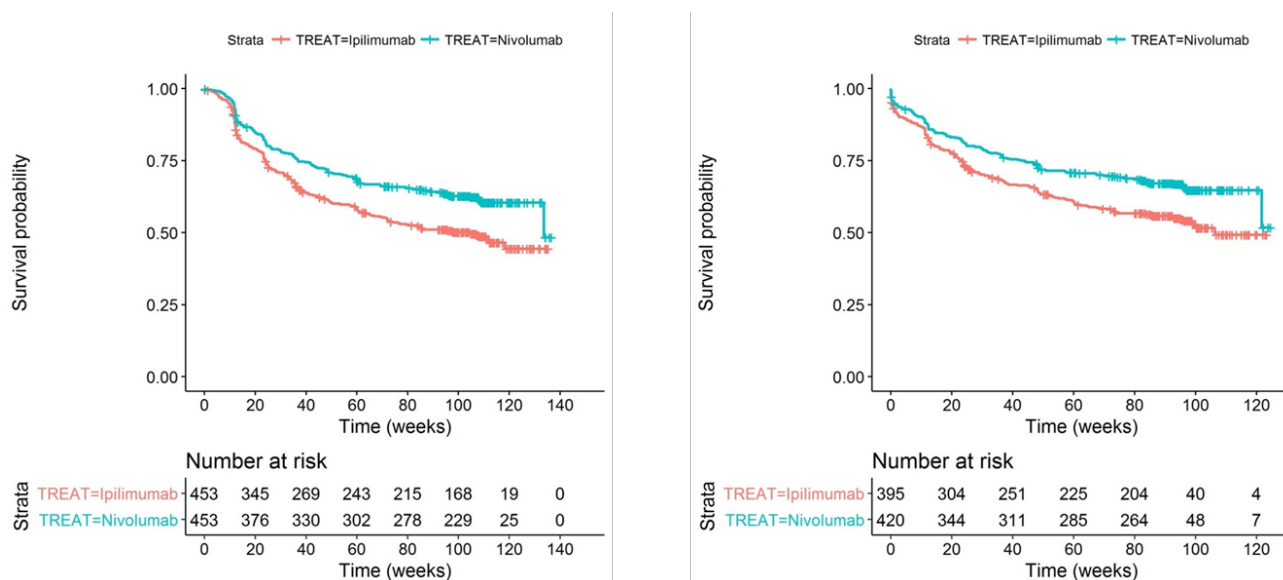 Strata TREAT=Ipilimumab TREAT=Nivolumab
1.00
0.75
0.50
0.25
0.00
Survival probability
0 20 40 60 80 100 120 140
Time (weeks)
Number at risk
Strata
TREAT=Ipilimumab 453 345 269 243 215 168 19 0
TREAT=Nivolumab 453 376 330 302 278 229 25 0
0 20 40 60 80 100 120 140
Time (weeks)
Strata TREAT=Ipilimumab TREAT=Nivolumab
1.00
0.75
0.50
0.25
0.00
Survival probability
0 20 40 60 80 100 120
Time (weeks)
Number at risk
Strata
TREAT=Ipilimumab 395 304 251 225 204 40 4
TREAT=Nivolumab 420 344 311 285 264 48 7
0 20 40 60 80 100 120
Time (weeks)